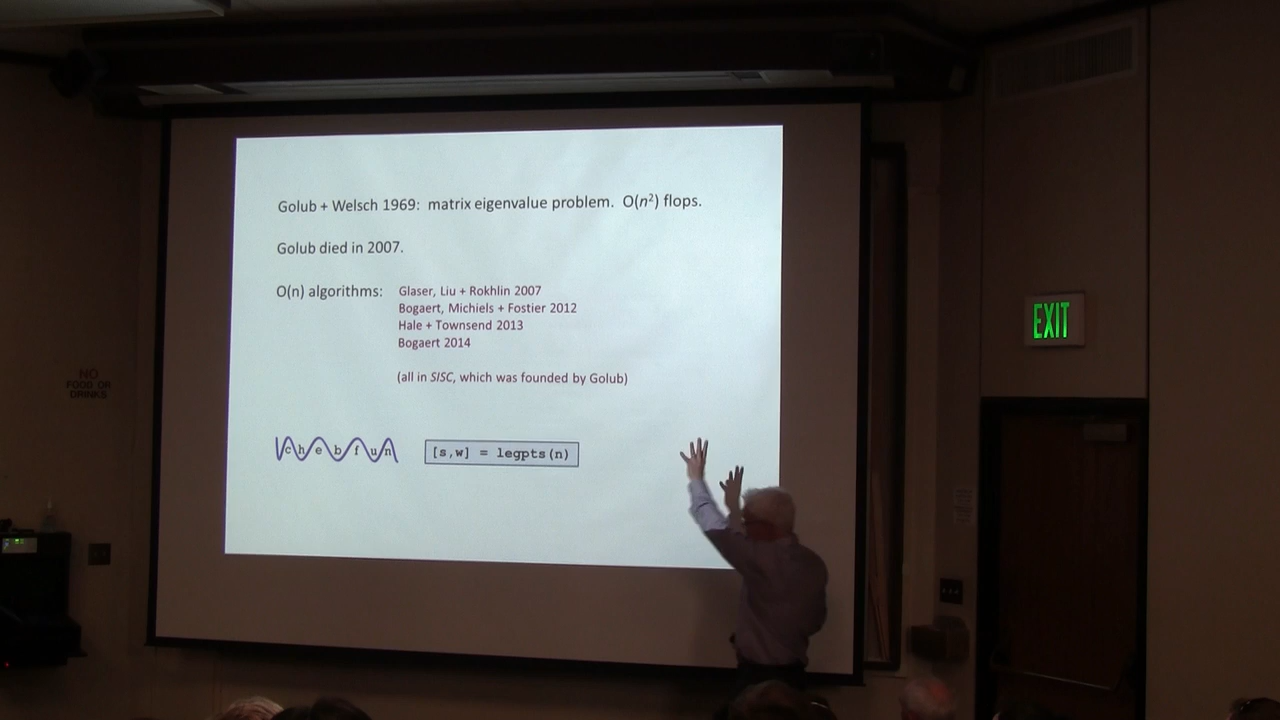 Golub + Welsch 1969:  matrix eigenvalue problem.  O(n²) flops.
Golub died in 2007.
O(n) algorithms:   Glaser, Liu + Rokhlin 2007
Bogaert, Michiels + Fostier 2012
Hale + Townsend 2013
Bogaert 2014
(all in SISC, which was founded by Golub)
chebfun   [s,w] = legpts(n)
EXIT
NO
FOOD OR
DRINKS